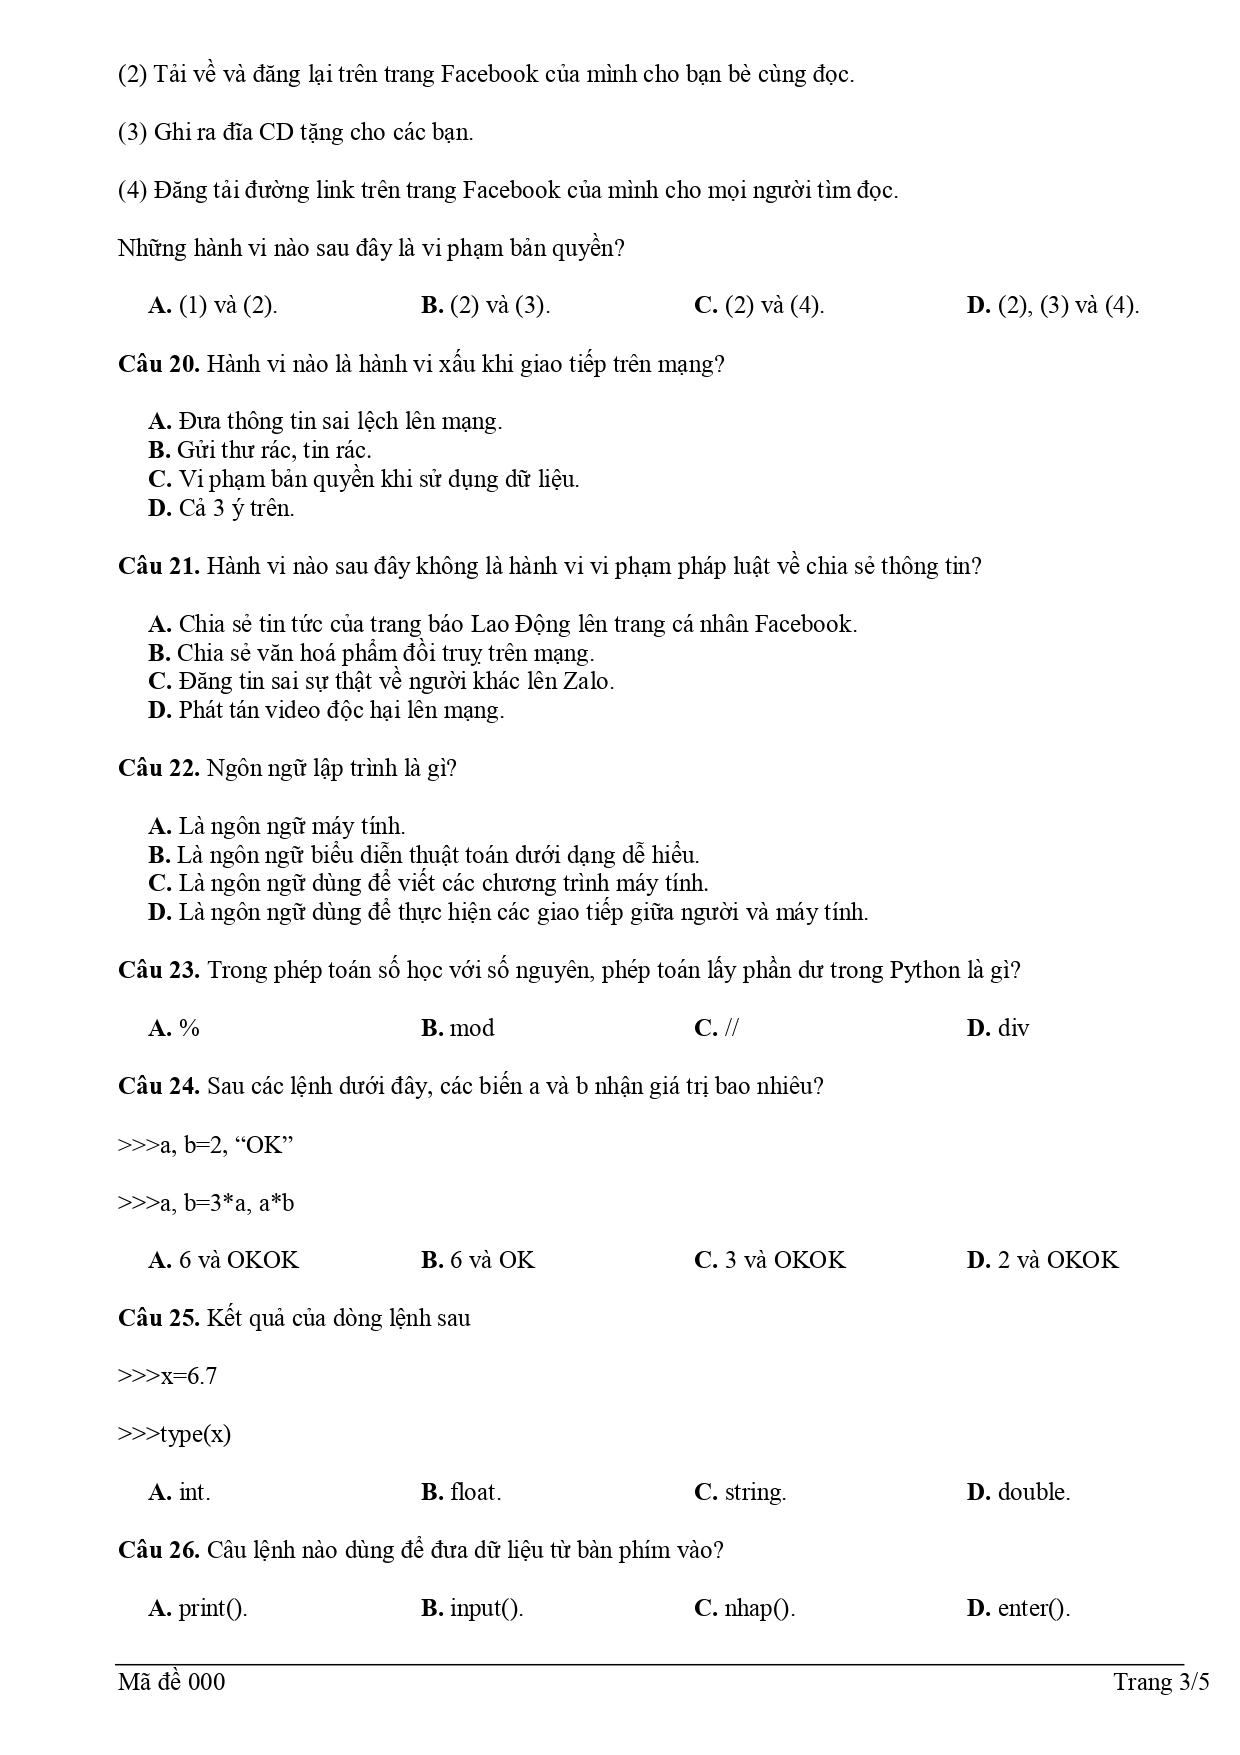 (2) Tải về và đăng lại trên trang Facebook của mình cho bạn bè cùng đọc.
(3) Ghi ra đĩa CD tặng cho các bạn.
(4) Đăng tải đường link trên trang Facebook của mình cho mọi người tìm đọc.
Những hành vi nào sau đây là vi phạm bản quyền?
A. (1) và (2). B. (2) và (3). C. (2) và (4). D. (2), (3) và (4).
Câu 20. Hành vi nào là hành vi xấu khi giao tiếp trên mạng?
A. Đưa thông tin sai lệch lên mạng.
B. Gửi thư rác, tin rác.
C. Vi phạm bản quyền khi sử dụng dữ liệu.
D. Cả 3 ý trên.
Câu 21. Hành vi nào sau đây không là hành vi vi phạm pháp luật về chia sẻ thông tin?
A. Chia sẻ tin tức của trang báo Lao Động lên trang cá nhân Facebook.
B. Chia sẻ văn hoá phẩm đồi truỵ trên mạng.
C. Đăng tin sai sự thật về người khác lên Zalo.
D. Phát tán video độc hại lên mạng.
Câu 22. Ngôn ngữ lập trình là gì?
A. Là ngôn ngữ máy tính.
B. Là ngôn ngữ biểu diễn thuật toán dưới dạng dễ hiểu.
C. Là ngôn ngữ dùng để viết các chương trình máy tính.
D. Là ngôn ngữ dùng để thực hiện các giao tiếp giữa người và máy tính.
Câu 23. Trong phép toán số học với số nguyên, phép toán lấy phần dư trong Python là gì?
A. % B. mod C. // D. div
Câu 24. Sau các lệnh dưới đây, các biến a và b nhận giá trị bao nhiêu?
>>>a, b=2, “OK”
>>>a, b=3*a, a*b
A. 6 và OKOK B. 6 và OK C. 3 và OKOK D. 2 và OKOK
Câu 25. Kết quả của dòng lệnh sau
>>>x=6.7
>>>type(x)
A. int. B. float. C. string. D. double.
Câu 26. Câu lệnh nào dùng để đưa dữ liệu từ bàn phím vào?
A. print(). B. input(). C. nhap(). D. enter().
Mã đề 000 Trang 3/5